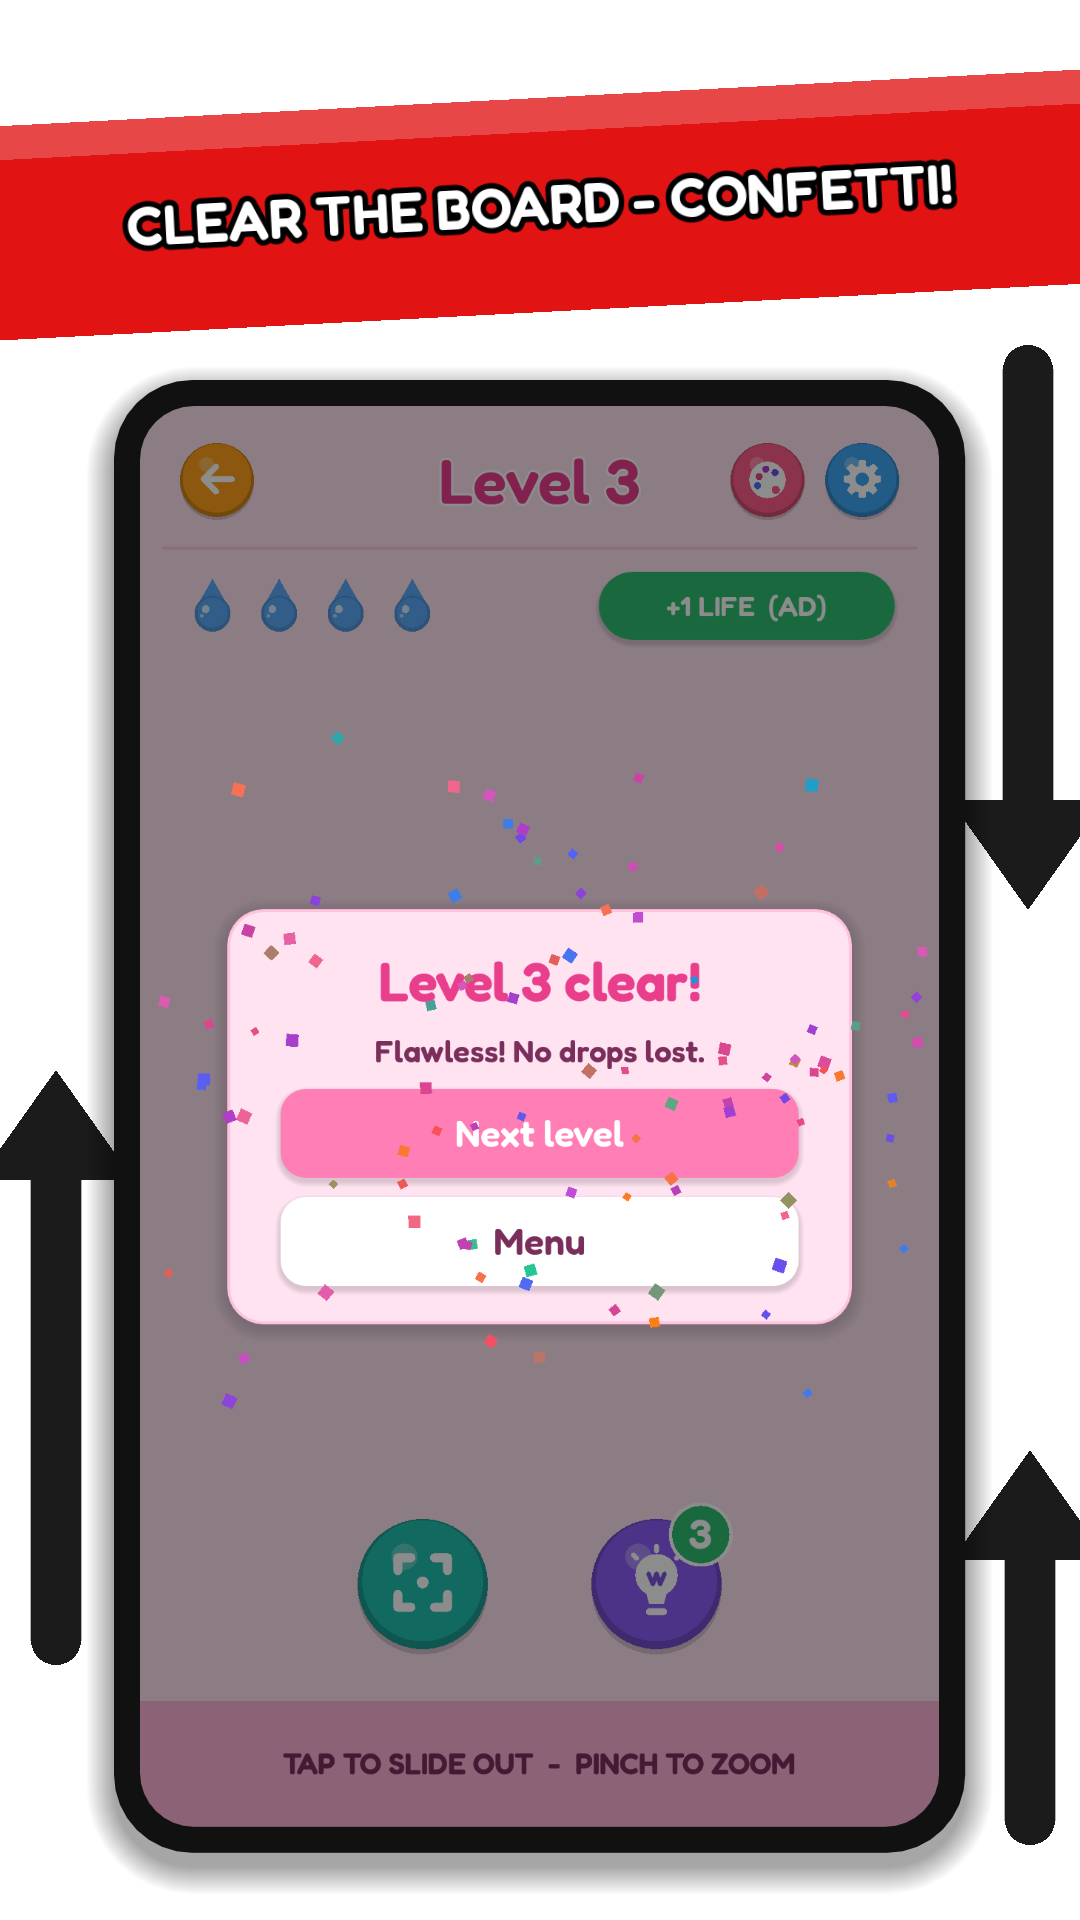 CLEAR THE BOARD - CONFETTI!
Level 3
+1 LIFE (AD)
Level 3 clear!
Flawless! No drops lost.
Next level
Menu
3
W
TAP TO SLIDE OUT - PINCH TO ZOOM